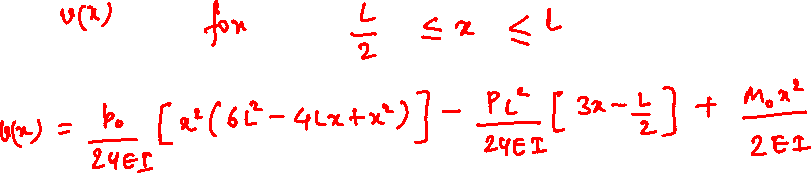 v(x) for L/2 ≤ x ≤ L
v(x) = p₀/24EI [x²(6L² - 4Lx + x²)] - PL²/24EI [3x - L/2] + M₀x²/2EI